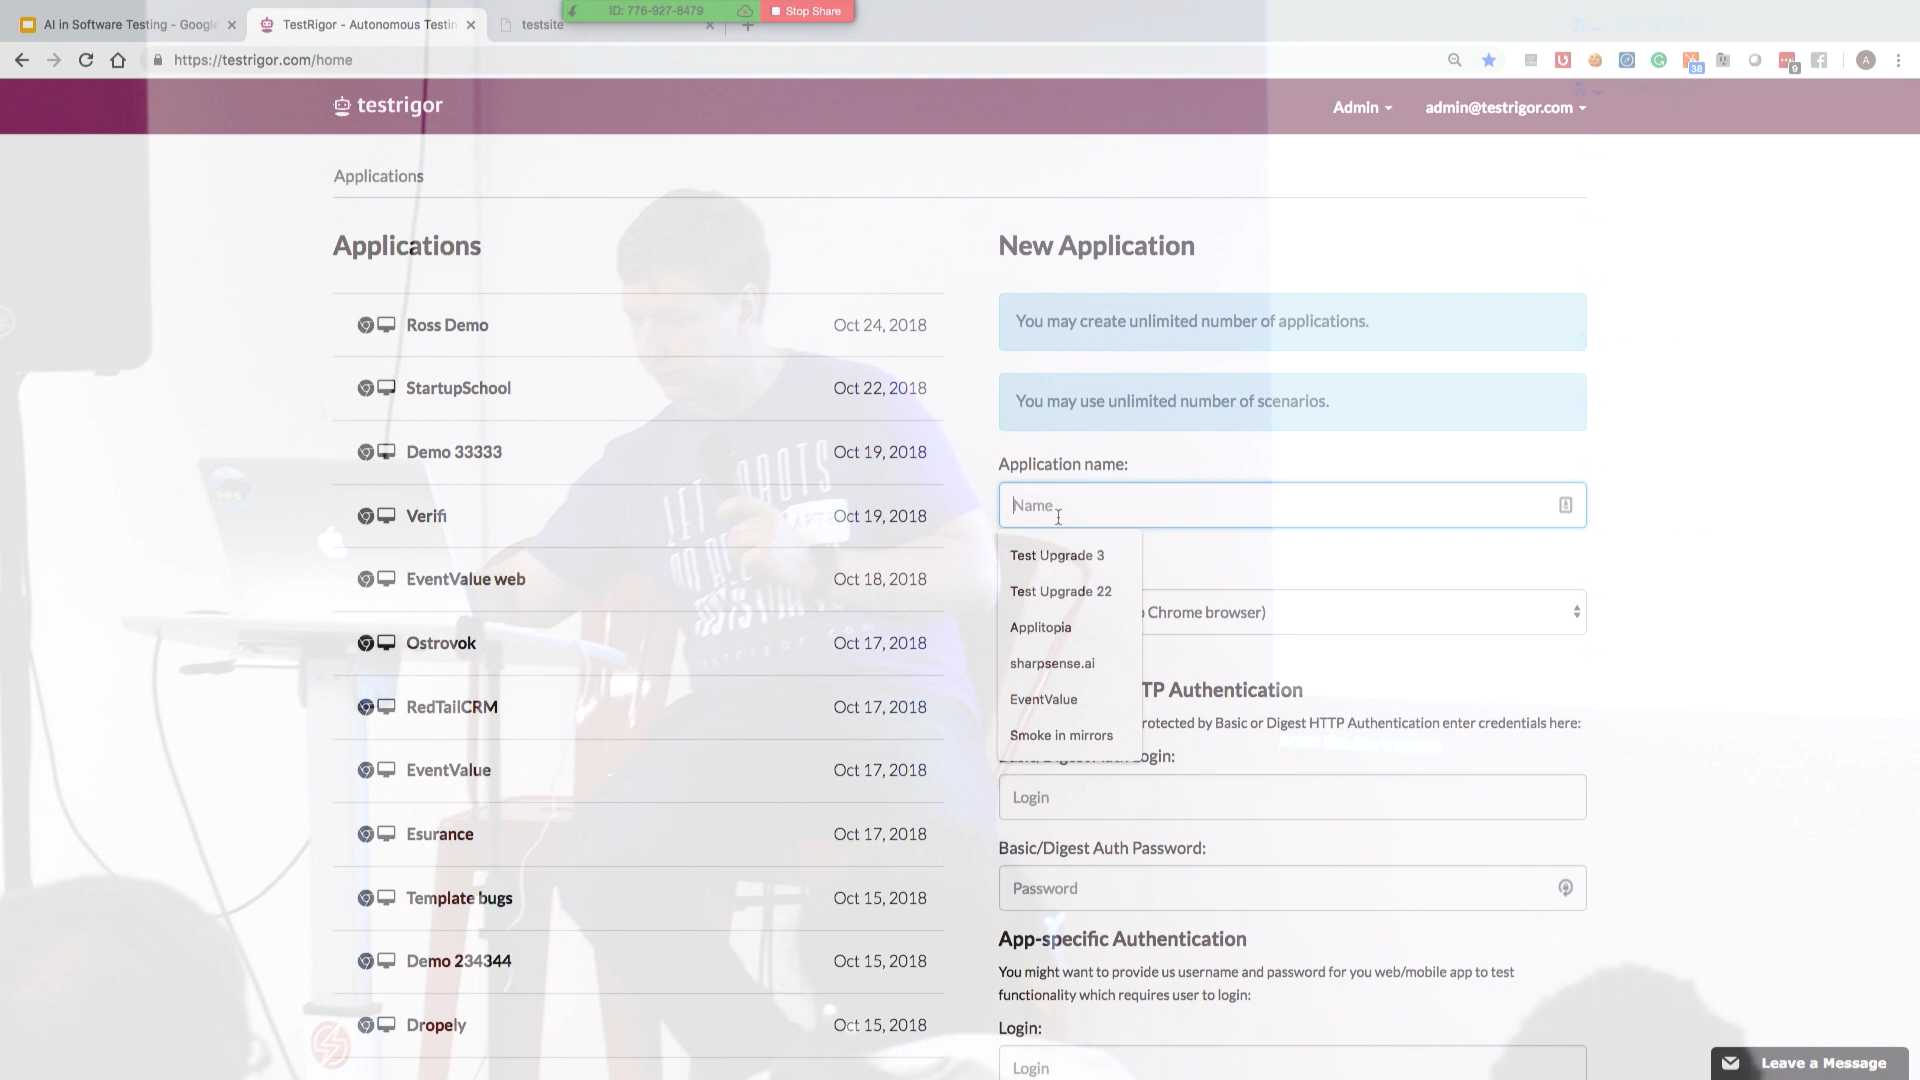 AI in Software Testing - Google
TestRigor - Autonomous Testin
testsite
ID: 776-927-8479
Stop Share
https://testrigor.com/home
38
9
A
testrigor
Admin
admin@testrigor.com
Applications
Applications
Ross Demo Oct 24, 2018
StartupSchool Oct 22, 2018
Demo 33333 Oct 19, 2018
Verifi Oct 19, 2018
EventValue web Oct 18, 2018
Ostrovok Oct 17, 2018
RedTailCRM Oct 17, 2018
EventValue Oct 17, 2018
Esurance Oct 17, 2018
Template bugs Oct 15, 2018
Demo 234344 Oct 15, 2018
Dropely Oct 15, 2018
New Application
You may create unlimited number of applications.
You may use unlimited number of scenarios.
Application name:
Name
Test Upgrade 3
Test Upgrade 22
Applitopia
sharpsense.ai
EventValue
Smoke in mirrors
Chrome browser)
TP Authentication
rotected by Basic or Digest HTTP Authentication enter credentials here:
ogin:
Login
Basic/Digest Auth Password:
Password
App-specific Authentication
You might want to provide us username and password for you web/mobile app to test
functionality which requires user to login:
Login:
Login
Leave a Message
LET ROBOTS